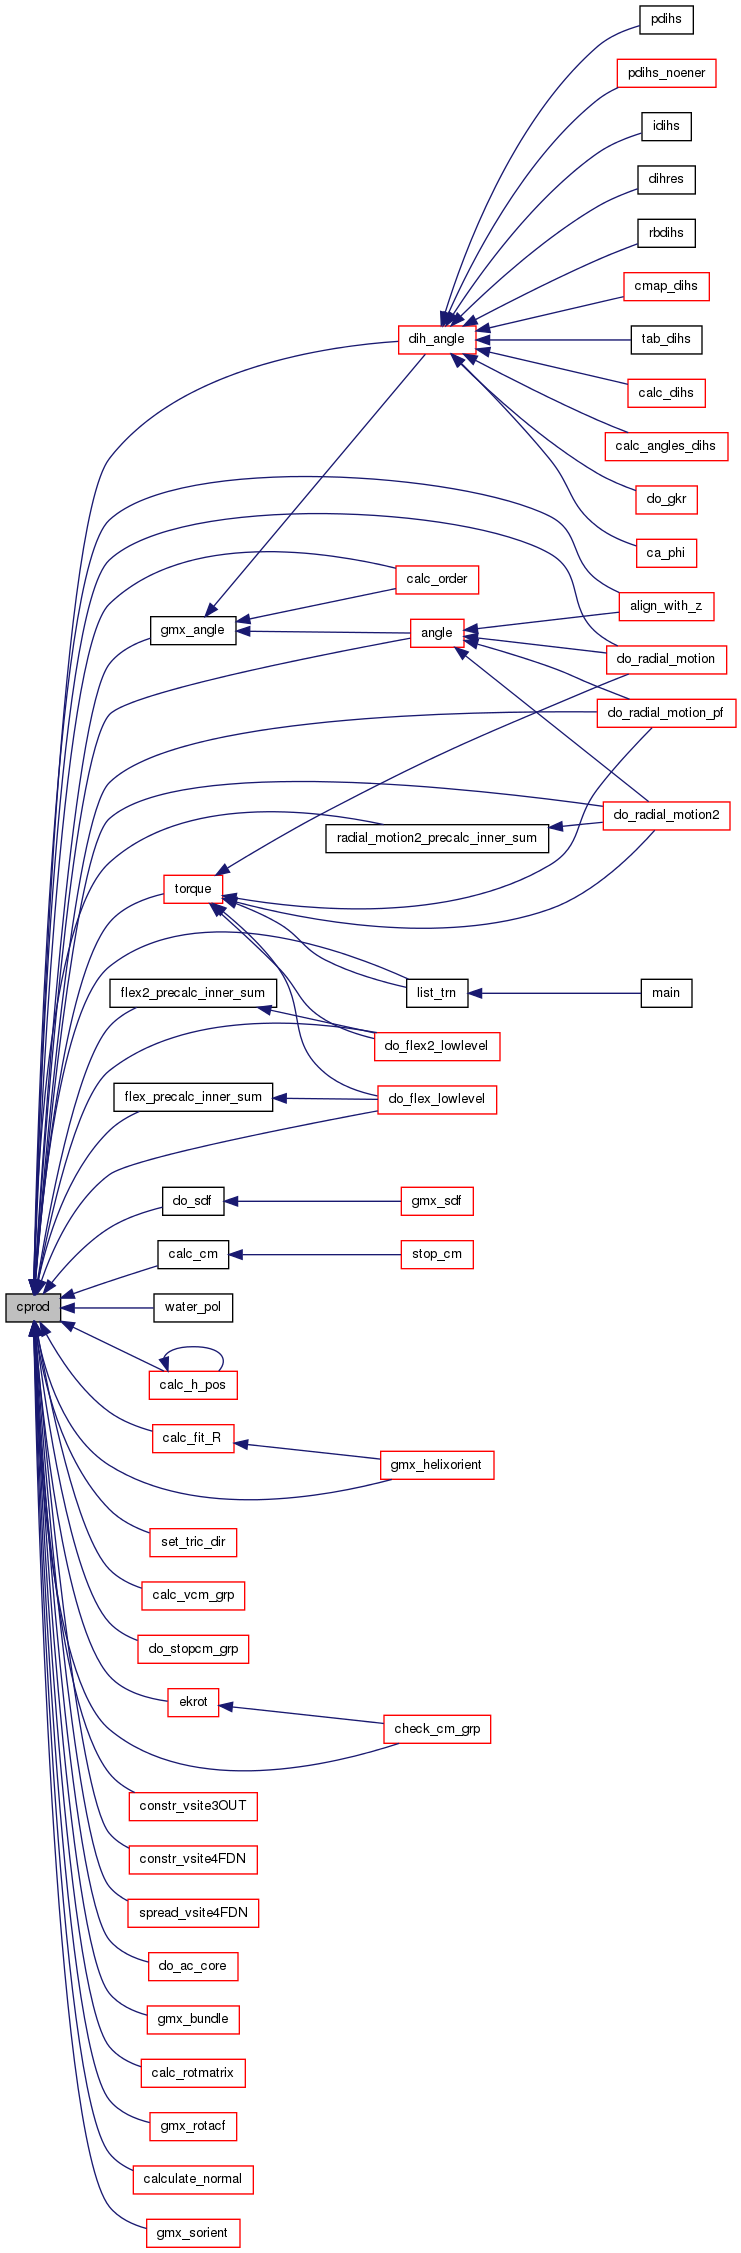 pdihs
pdihs_noener
idihs
dihres
rbdihs
cmap_dihs
dih_angle
tab_dihs
calc_dihs
calc_angles_dihs
do_gkr
ca_phi
calc_order
align_with_z
gmx_angle
angle
do_radial_motion
do_radial_motion_pf
do_radial_motion2
radial_motion2_precalc_inner_sum
torque
flex2_precalc_inner_sum
list_trn
main
do_flex2_lowlevel
flex_precalc_inner_sum
do_flex_lowlevel
do_sdf
gmx_sdf
calc_cm
stop_cm
cprod
water_pol
calc_h_pos
calc_fit_R
gmx_helixorient
set_tric_dir
calc_vcm_grp
do_stopcm_grp
ekrot
check_cm_grp
constr_vsite3OUT
constr_vsite4FDN
spread_vsite4FDN
do_ac_core
gmx_bundle
calc_rotmatrix
gmx_rotacf
calculate_normal
gmx_sorient